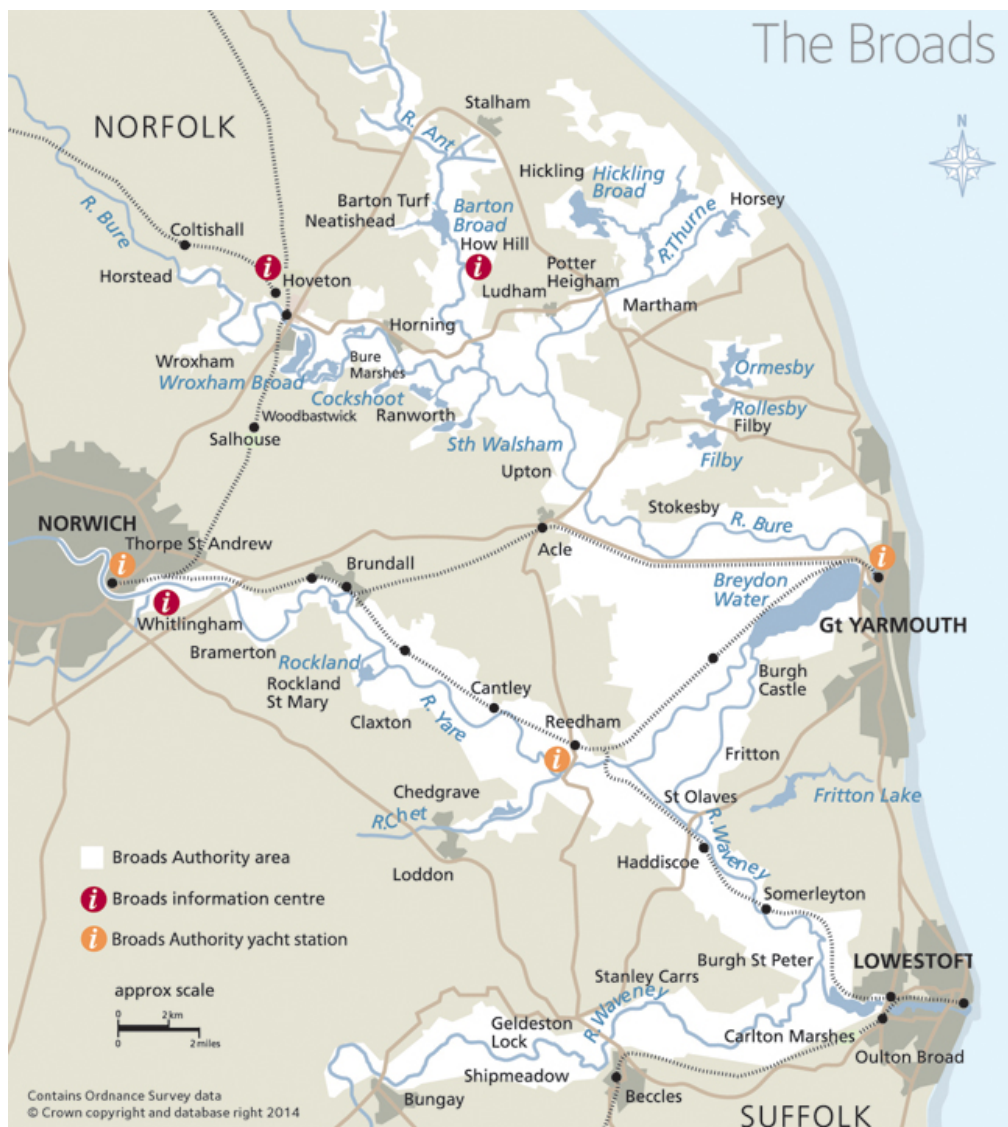 The Broads
NORFOLK
N
Stalham
R. Ant
Hickling
Hickling
Broad
Barton Turf
Neatishead
Barton
Broad
Horsey
R. Bure
Coltishall
How Hill
R.Thurne
i
i
Horstead
Hoveton
Ludham
Potter
Heigham
Martham
Horning
Wroxham
Bure
Marshes
Wroxham Broad
Cockshoot
Ormesby
Woodbastwick
Ranworth
Rollesby
Filby
Salhouse
Sth Walsham
Filby
Upton
Stokesby
NORWICH
R. Bure
Thorpe St Andrew
Acle
i
i
Brundall
Breydon
Water
i
Whitlingham
Gt YARMOUTH
Bramerton
Rockland
Rockland
St Mary
Burgh
Castle
Cantley
Claxton
R. Yare
Reedham
i
Fritton
Chedgrave
St Olaves
Fritton Lake
R.Chet
R.Waveney
Loddon
Haddiscoe
i Broads Authority area
Broads information centre
i Broads Authority yacht station
Somerleyton
Burgh St Peter
LOWESTOFT
Stanley Carrs
approx scale
0 2 km
0 2 miles
R. Waveney
Geldeston
Lock
Carlton Marshes
Oulton Broad
Shipmeadow
Bungay
Beccles
SUFFOLK
Contains Ordnance Survey data
© Crown copyright and database right 2014